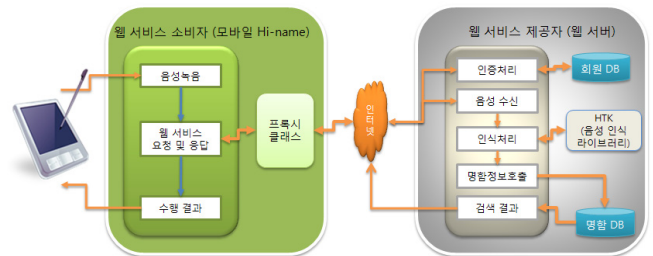 웹 서비스 소비자 (모바일 Hi-name)
음성녹음
웹 서비스
요청 및 응답
수행 결과
프록시
클래스
인터넷
웹 서비스 제공자 (웹 서버)
인증처리
음성 수신
인식처리
명함정보호출
검색 결과
회원 DB
HTK
(음성 인식
라이브러리)
명함 DB